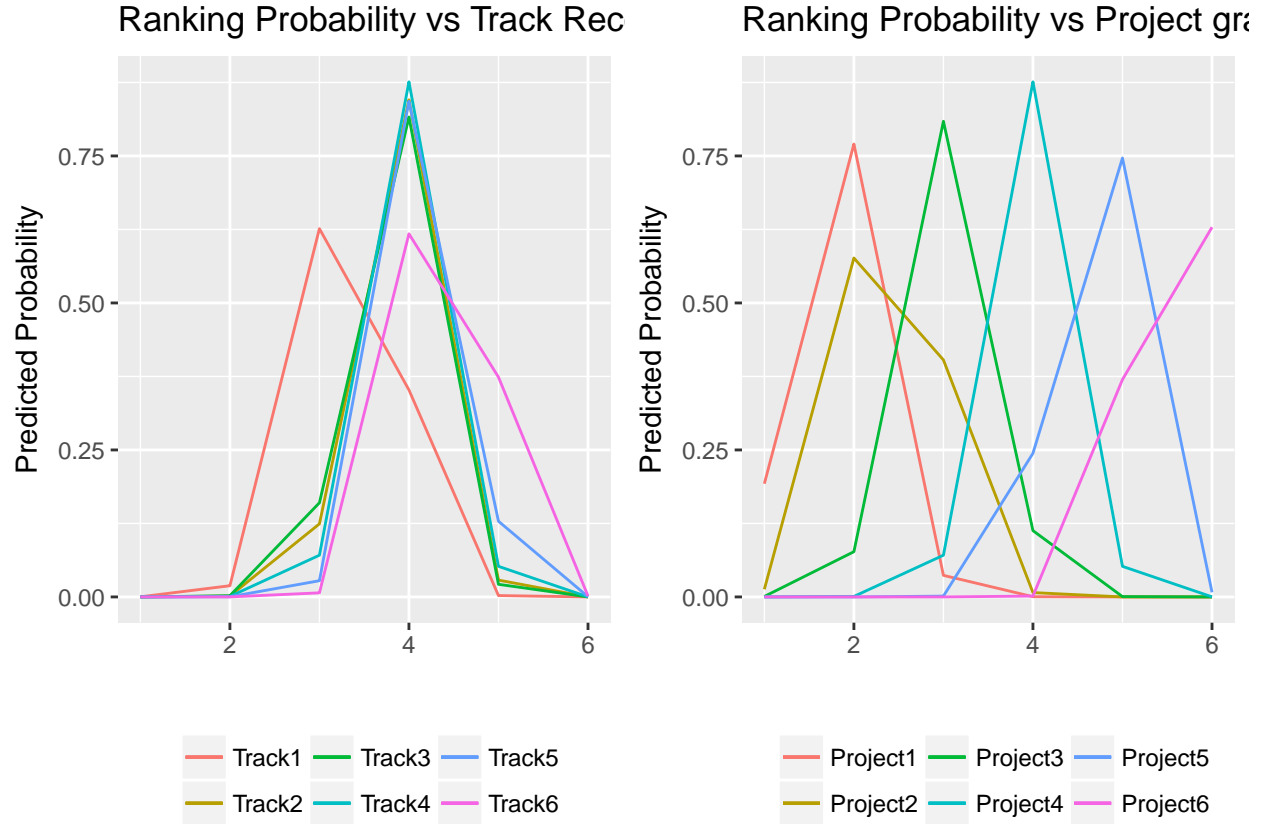 Ranking Probability vs Track Rec
Predicted Probability
0.75
0.50
0.25
0.00
2 4 6
Track1 Track3 Track5
Track2 Track4 Track6
Ranking Probability vs Project gra
Predicted Probability
0.75
0.50
0.25
0.00
2 4 6
Project1 Project3 Project5
Project2 Project4 Project6